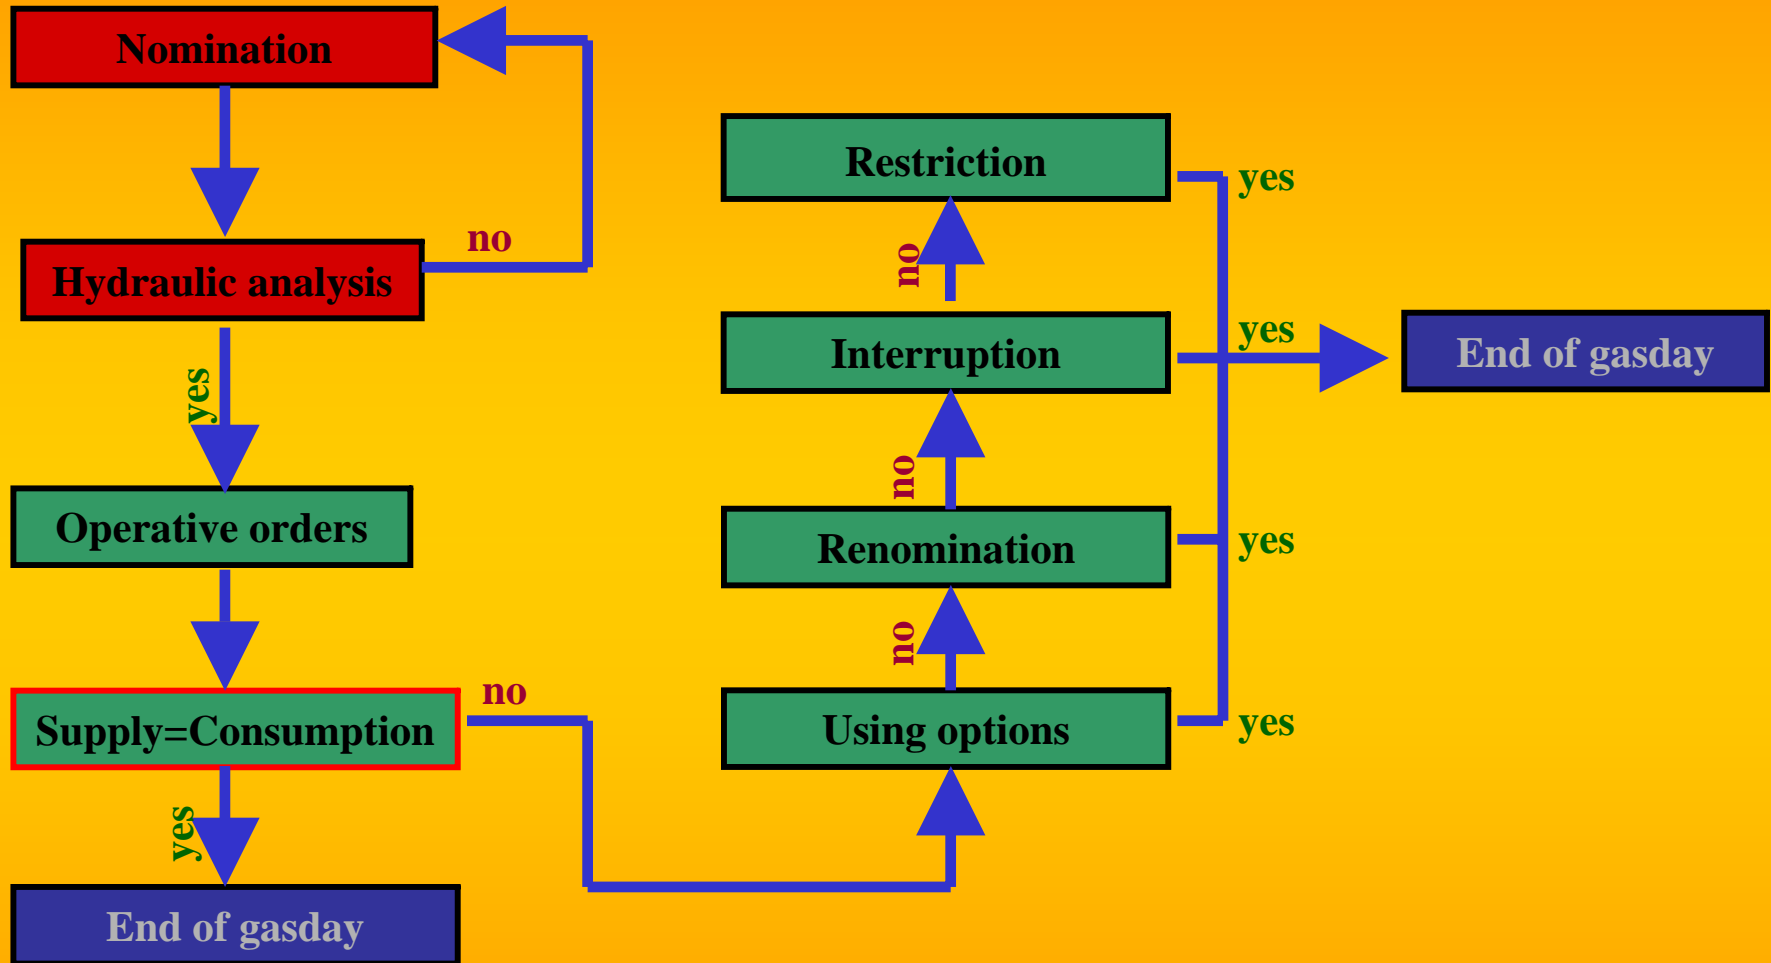 Nomination
no
Hydraulic analysis
yes
Operative orders
Supply=Consumption
no
yes
End of gasday
Restriction
yes
no
Interruption
yes
End of gasday
no
Renomination
yes
no
Using options
yes